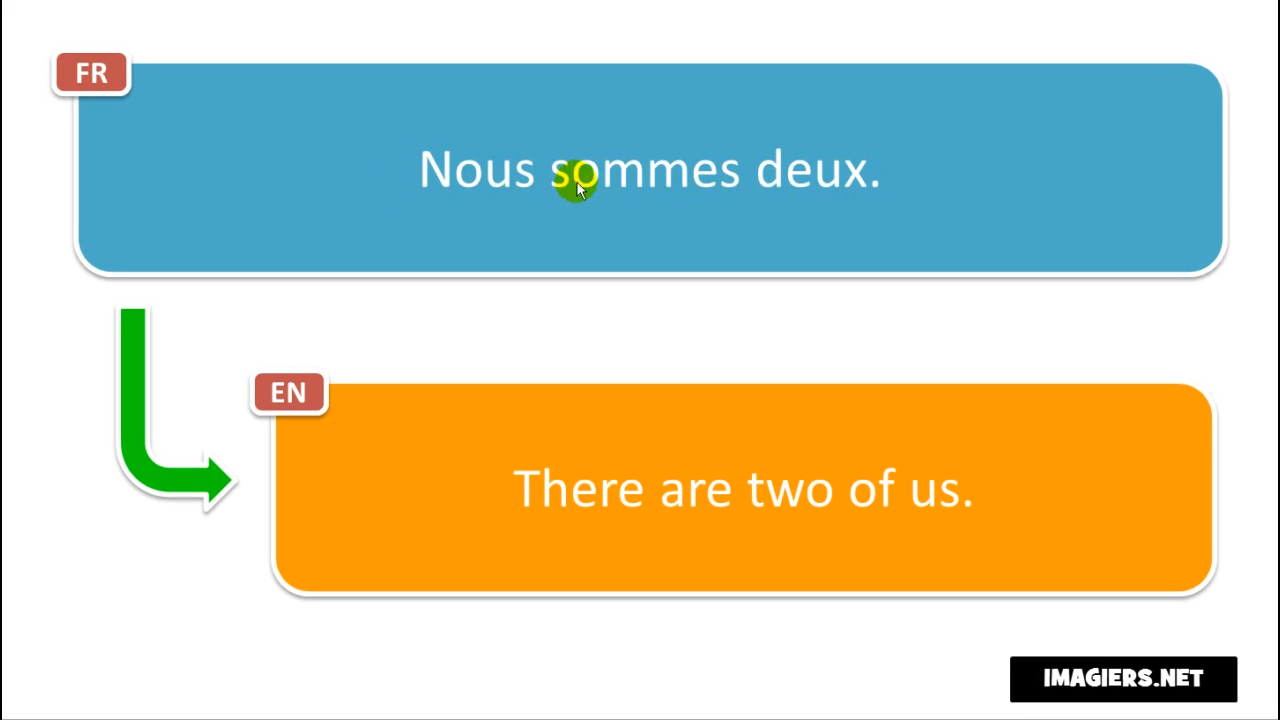 FR
Nous sommes deux.
EN
There are two of us.
IMAGIERS.NET